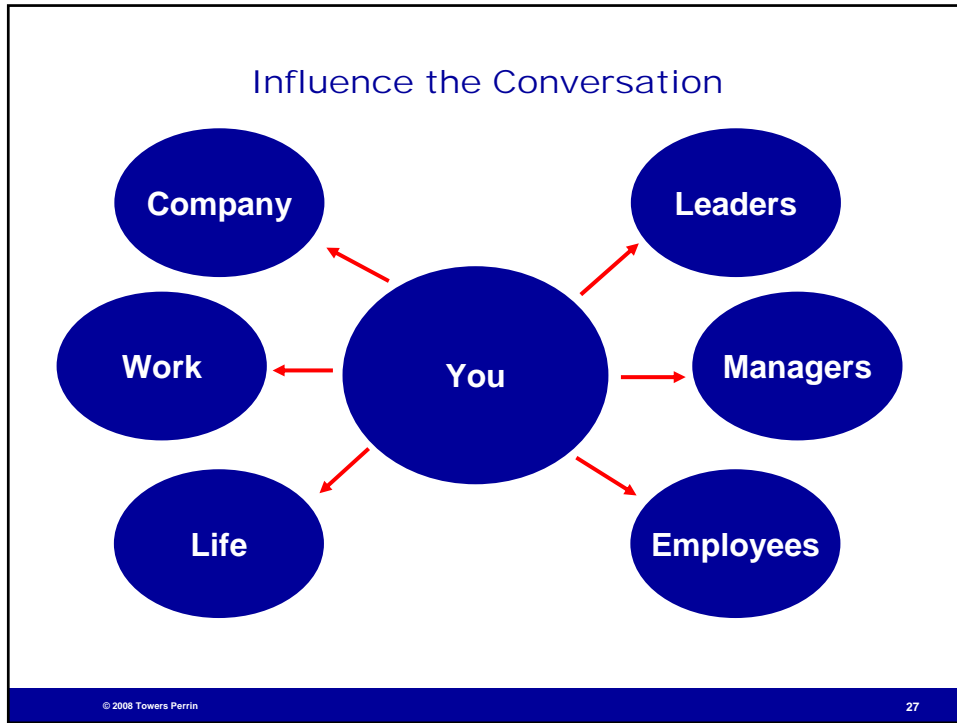 Influence the Conversation
Company
Leaders
Work
You
Managers
Life
Employees
© 2008 Towers Perrin
27